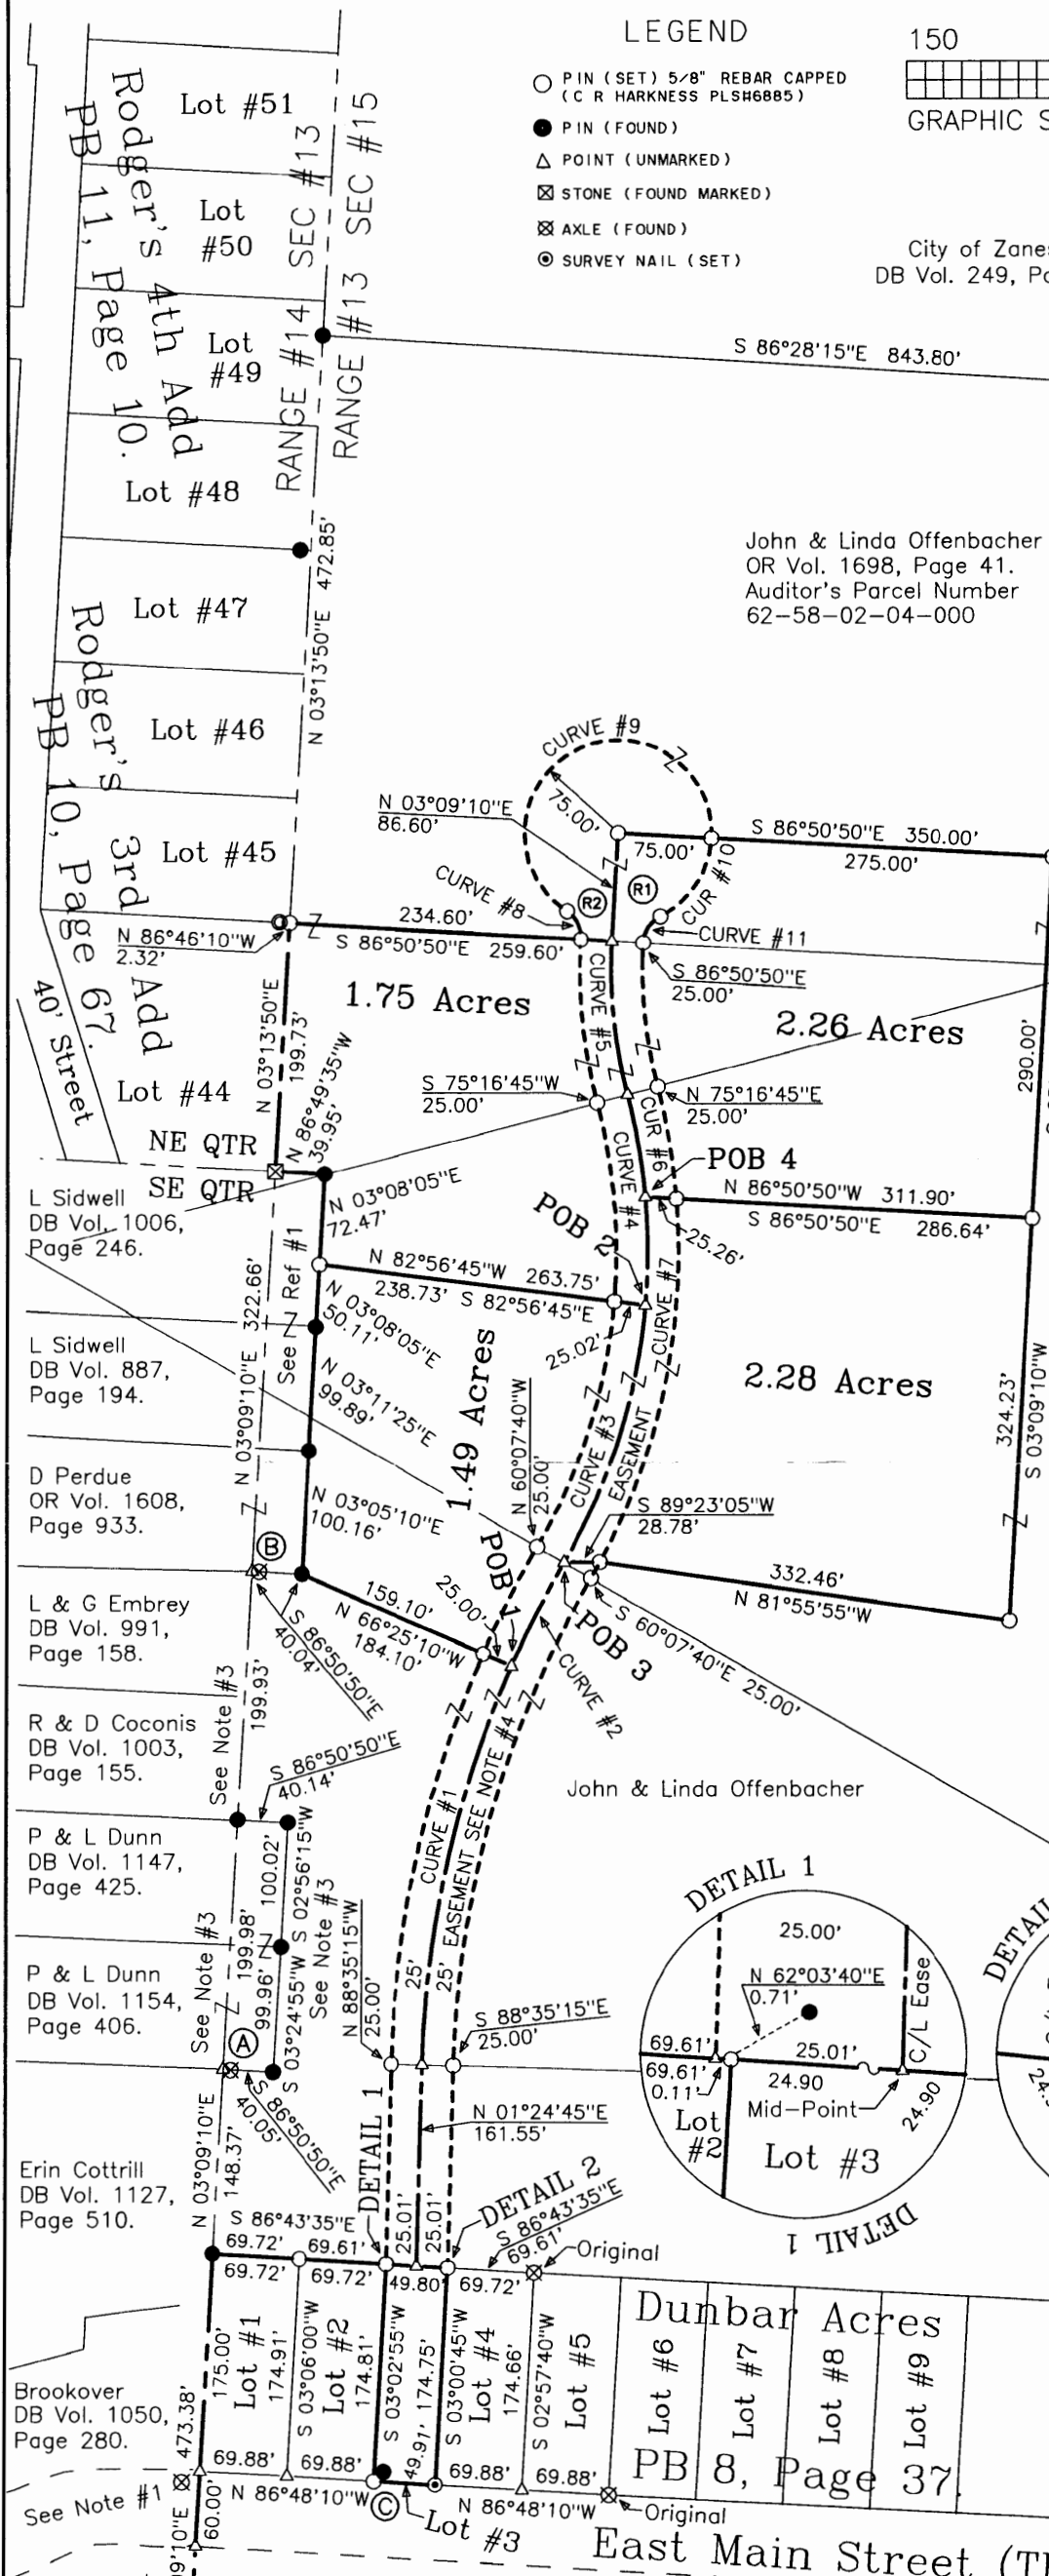 LEGEND
PIN (SET) 5/8" REBAR CAPPED
(C R HARKNESS PLS#6885)
PIN (FOUND)
POINT (UNMARKED)
STONE (FOUND MARKED)
AXLE (FOUND)
SURVEY NAIL (SET)
150
GRAPHIC S
City of Zanes
DB Vol. 249, Pa
Lot #51
Lot
#50
Lot
#49
Lot #48
Lot #47
Lot #46
Lot #45
Lot #44
Rodger's 4th Add
PB 11, Page 10.
Rodger's 3rd Add
PB 10, Page 67.
RANGE #14 SEC #13
RANGE #13 SEC #15
S 86°28'15"E 843.80'
N 03°13'50"E 472.85'
John & Linda Offenbacher
OR Vol. 1698, Page 41.
Auditor's Parcel Number
62-58-02-04-000
CURVE #9
75.00'
N 03°09'10"E
86.60'
S 86°50'50"E 350.00'
75.00'
275.00'
CUR #10
R2
R1
CURVE #8
CURVE #11
234.60'
S 86°50'50"E 259.60'
N 86°46'10"W
2.32'
S 86°50'50"E
25.00'
1.75 Acres
2.26 Acres
CURVE #5
N 03°13'50"E
199.73'
N 86°49'35"W
39.95'
40' Street
290.00'
S 75°16'45"W
25.00'
N 75°16'45"E
25.00'
NE QTR
SE QTR
CURVE #4
CUR #6
POB 4
N 86°50'50"W 311.90'
S 86°50'50"E 286.64'
25.26'
L Sidwell
DB Vol. 1006,
Page 246.
N 03°08'05"E
72.47'
POB 2
N 82°56'45"W 263.75'
238.73' S 82°56'45"E
25.02'
CURVE #7
See Ref #1
N 03°09'10"E 322.66'
N 03°08'05"E
50.11'
L Sidwell
DB Vol. 887,
Page 194.
N 03°11'25"E
99.89'
1.49 Acres
2.28 Acres
324.23'
S 03°09'10"W
N 60°07'40"W
25.00'
CURVE #3
EASEMENT
D Perdue
OR Vol. 1608,
Page 933.
N 03°05'10"E
100.16'
S 89°23'05"W
28.78'
332.46'
N 81°55'55"W
B
POB 1
25.00'
159.10'
N 66°25'10"W
184.10'
POB 3
S 60°07'40"E 25.00'
CURVE #2
L & G Embrey
DB Vol. 991,
Page 158.
S 86°50'50"E
40.04'
See Note #3
199.93'
R & D Coconis
DB Vol. 1003,
Page 155.
S 86°50'50"E
40.14'
John & Linda Offenbacher
CURVE #1
EASEMENT SEE NOTE #4
P & L Dunn
DB Vol. 1147,
Page 425.
100.02'
S 02°56'15"W
See Note #3
See Note #3
199.98'
P & L Dunn
DB Vol. 1154,
Page 406.
99.96'
S 03°24'55"W
N 88°35'15"W
25.00'
25'
25'
S 88°35'15"E
25.00'
A
S 86°50'50"E
40.05'
N 03°09'10"E
148.37'
N 01°24'45"E
161.55'
DETAIL 1
25.00'
N 62°03'40"E
0.71'
C/L Ease
69.61'
25.01'
69.61'
0.11'
24.90
24.90
Mid-Point
Lot
#2
Lot #3
DETAIL 1
DETAIL
Erin Cottrill
DB Vol. 1127,
Page 510.
DETAIL 1
DETAIL 2
25.01'
25.01'
S 86°43'35"E
69.61'
Original
S 86°43'35"E
69.72'
69.61'
69.72'
69.72'
49.80'
69.72'
Dunbar Acres
175.00'
Lot #1
174.91'
S 03°06'00"W
Lot #2
174.81'
S 03°02'55"W
174.75'
S 03°00'45"W
Lot #4
174.66'
S 02°57'40"W
Lot #5
Lot #6
Lot #7
Lot #8
Lot #9
PB 8, Page 37.
Brookover
DB Vol. 1050,
Page 280.
473.38'
69.88'
69.88'
49.91'
69.88'
69.88'
See Note #1
N 86°48'10"W
C
Lot #3
N 86°48'10"W
Original
60.00'
09'10"E
East Main Street (T